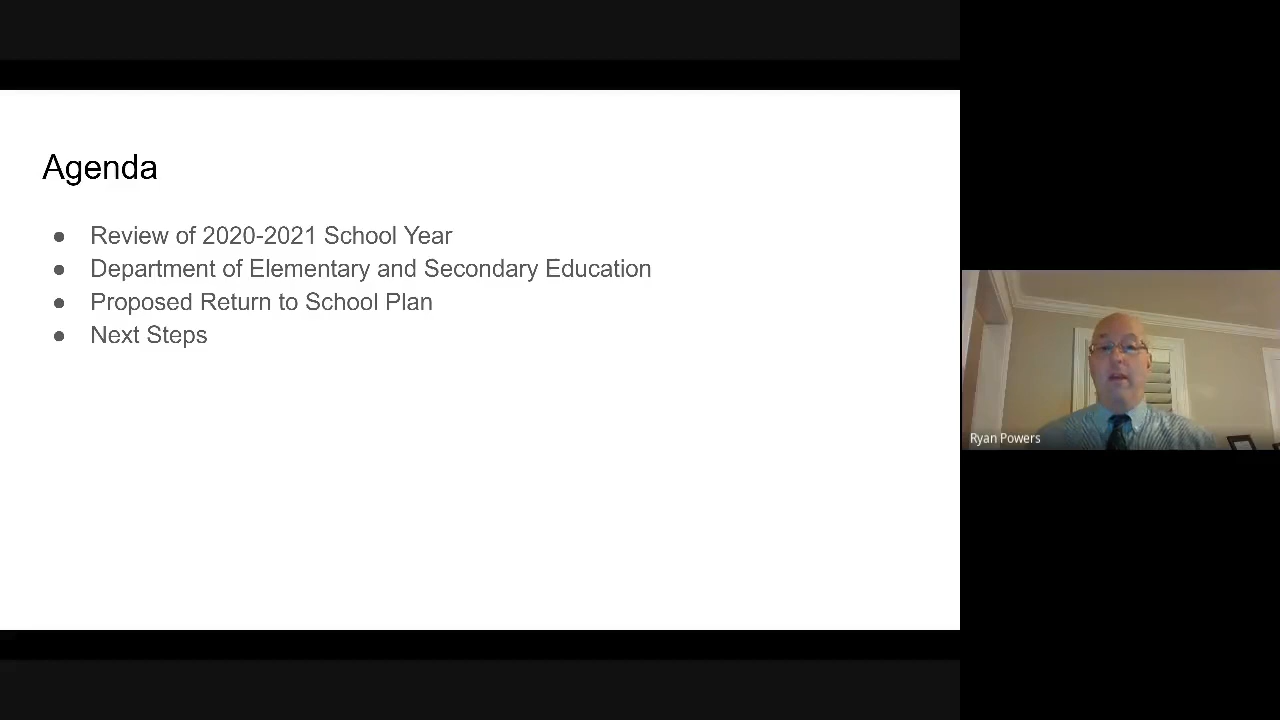 Agenda
● Review of 2020-2021 School Year
● Department of Elementary and Secondary Education
● Proposed Return to School Plan
● Next Steps
Ryan Powers